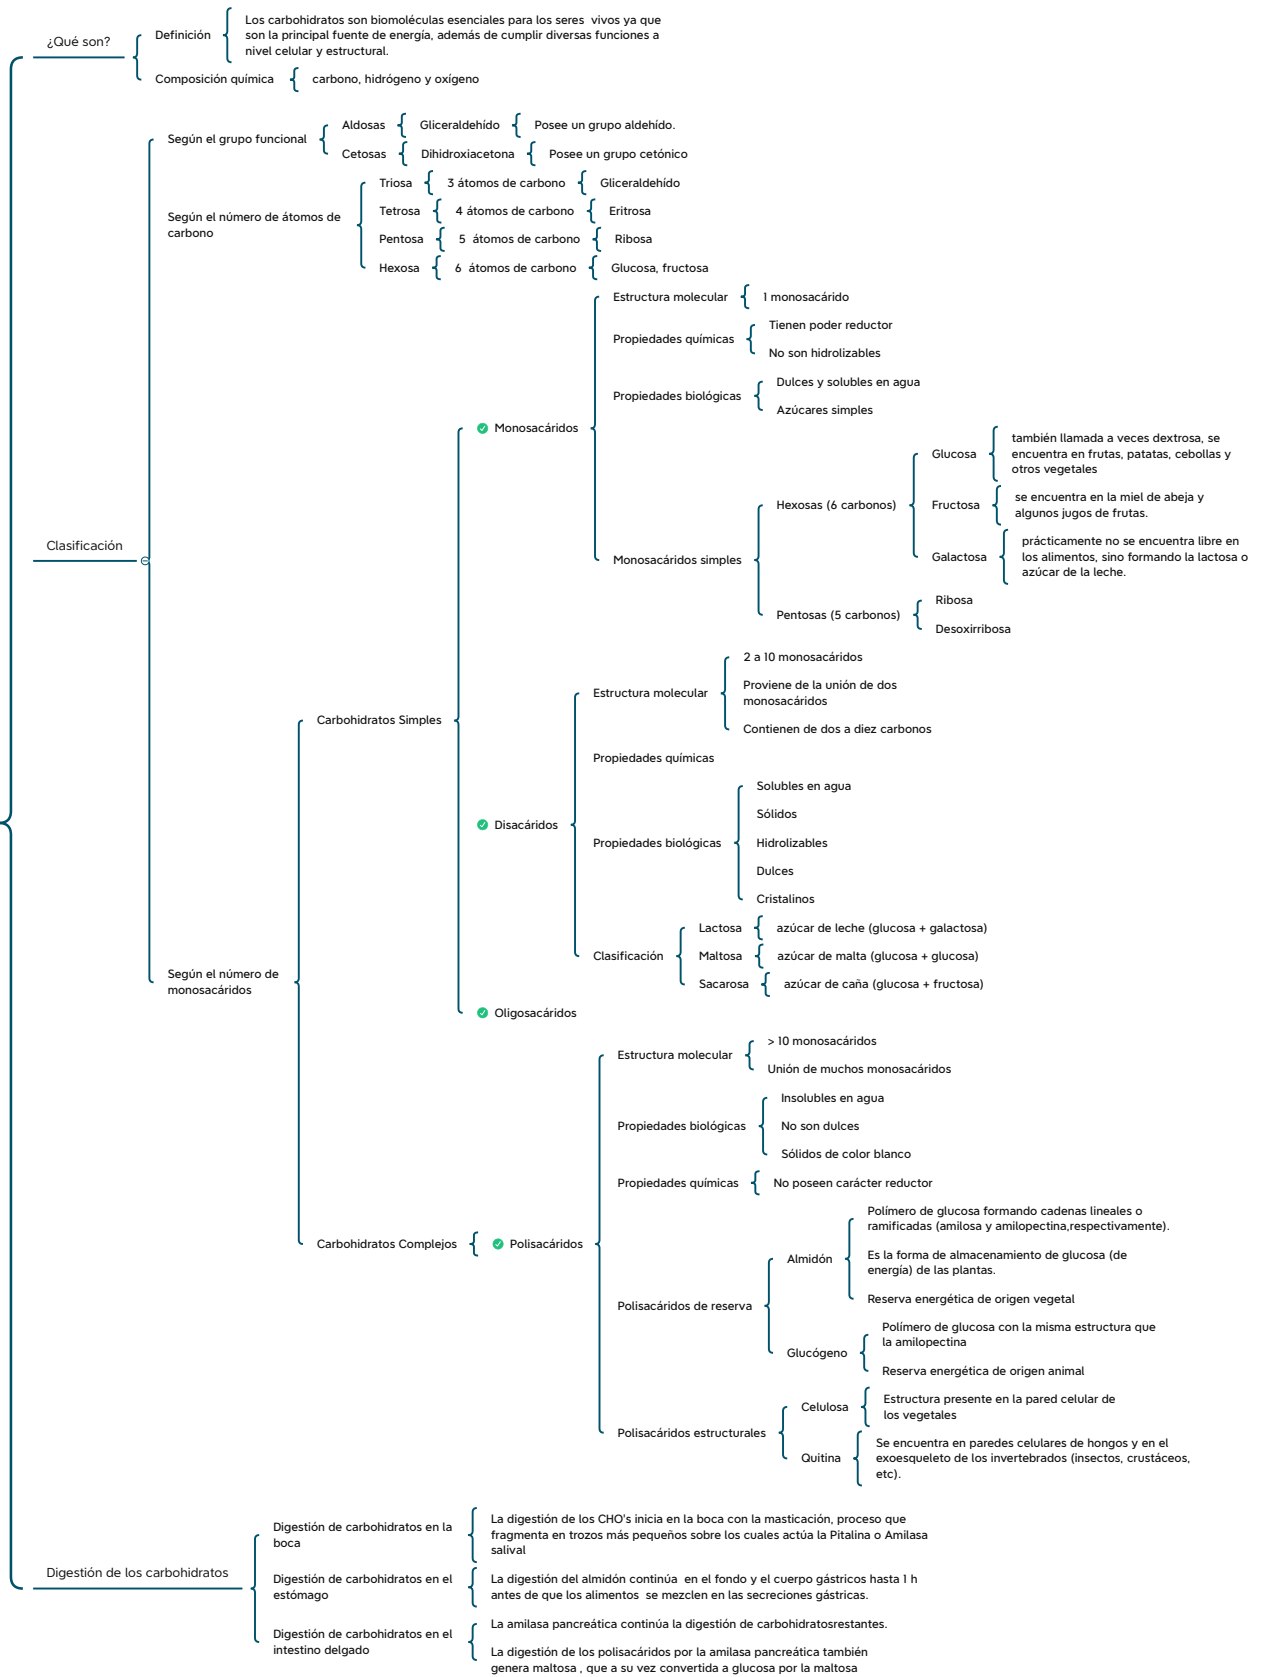 ¿Qué son?
Definición
Los carbohidratos son biomoléculas esenciales para los seres  vivos ya que
son la principal fuente de energía, además de cumplir diversas funciones a
nivel celular y estructural.
Composición química
carbono, hidrógeno y oxígeno
Clasificación
Según el grupo funcional
Aldosas
Gliceraldehído
Posee un grupo aldehído.
Cetosas
Dihidroxiacetona
Posee un grupo cetónico
Según el número de átomos de
carbono
Triosa
3 átomos de carbono
Gliceraldehído
Tetrosa
4 átomos de carbono
Eritrosa
Pentosa
5  átomos de carbono
Ribosa
Hexosa
6  átomos de carbono
Glucosa, fructosa
Según el número de
monosacáridos
Carbohidratos Simples
Monosacáridos
Estructura molecular
1 monosacárido
Propiedades químicas
Tienen poder reductor
No son hidrolizables
Propiedades biológicas
Dulces y solubles en agua
Azúcares simples
Monosacáridos simples
Hexosas (6 carbonos)
Glucosa
también llamada a veces dextrosa, se
encuentra en frutas, patatas, cebollas y
otros vegetales
Fructosa
se encuentra en la miel de abeja y
algunos jugos de frutas.
Galactosa
prácticamente no se encuentra libre en
los alimentos, sino formando la lactosa o
azúcar de la leche.
Pentosas (5 carbonos)
Ribosa
Desoxirribosa
Disacáridos
Estructura molecular
2 a 10 monosacáridos
Proviene de la unión de dos
monosacáridos
Contienen de dos a diez carbonos
Propiedades químicas
Propiedades biológicas
Solubles en agua
Sólidos
Hidrolizables
Dulces
Cristalinos
Clasificación
Lactosa
azúcar de leche (glucosa + galactosa)
Maltosa
azúcar de malta (glucosa + glucosa)
Sacarosa
azúcar de caña (glucosa + fructosa)
Oligosacáridos
Carbohidratos Complejos
Polisacáridos
Estructura molecular
> 10 monosacáridos
Unión de muchos monosacáridos
Propiedades biológicas
Insolubles en agua
No son dulces
Sólidos de color blanco
Propiedades químicas
No poseen carácter reductor
Polisacáridos de reserva
Almidón
Polímero de glucosa formando cadenas lineales o
ramificadas (amilosa y amilopectina,respectivamente).
Es la forma de almacenamiento de glucosa (de
energía) de las plantas.
Reserva energética de origen vegetal
Glucógeno
Polímero de glucosa con la misma estructura que
la amilopectina
Reserva energética de origen animal
Polisacáridos estructurales
Celulosa
Estructura presente en la pared celular de
los vegetales
Quitina
Se encuentra en paredes celulares de hongos y en el
exoesqueleto de los invertebrados (insectos, crustáceos,
etc).
Digestión de los carbohidratos
Digestión de carbohidratos en la
boca
La digestión de los CHO's inicia en la boca con la masticación, proceso que
fragmenta en trozos más pequeños sobre los cuales actúa la Pitalina o Amilasa
salival
Digestión de carbohidratos en el
estómago
La digestión del almidón continúa  en el fondo y el cuerpo gástricos hasta 1 h
antes de que los alimentos  se mezclen en las secreciones gástricas.
Digestión de carbohidratos en el
intestino delgado
La amilasa pancreática continúa la digestión de carbohidratosrestantes.
La digestión de los polisacáridos por la amilasa pancreática también
genera maltosa , que a su vez convertida a glucosa por la maltosa